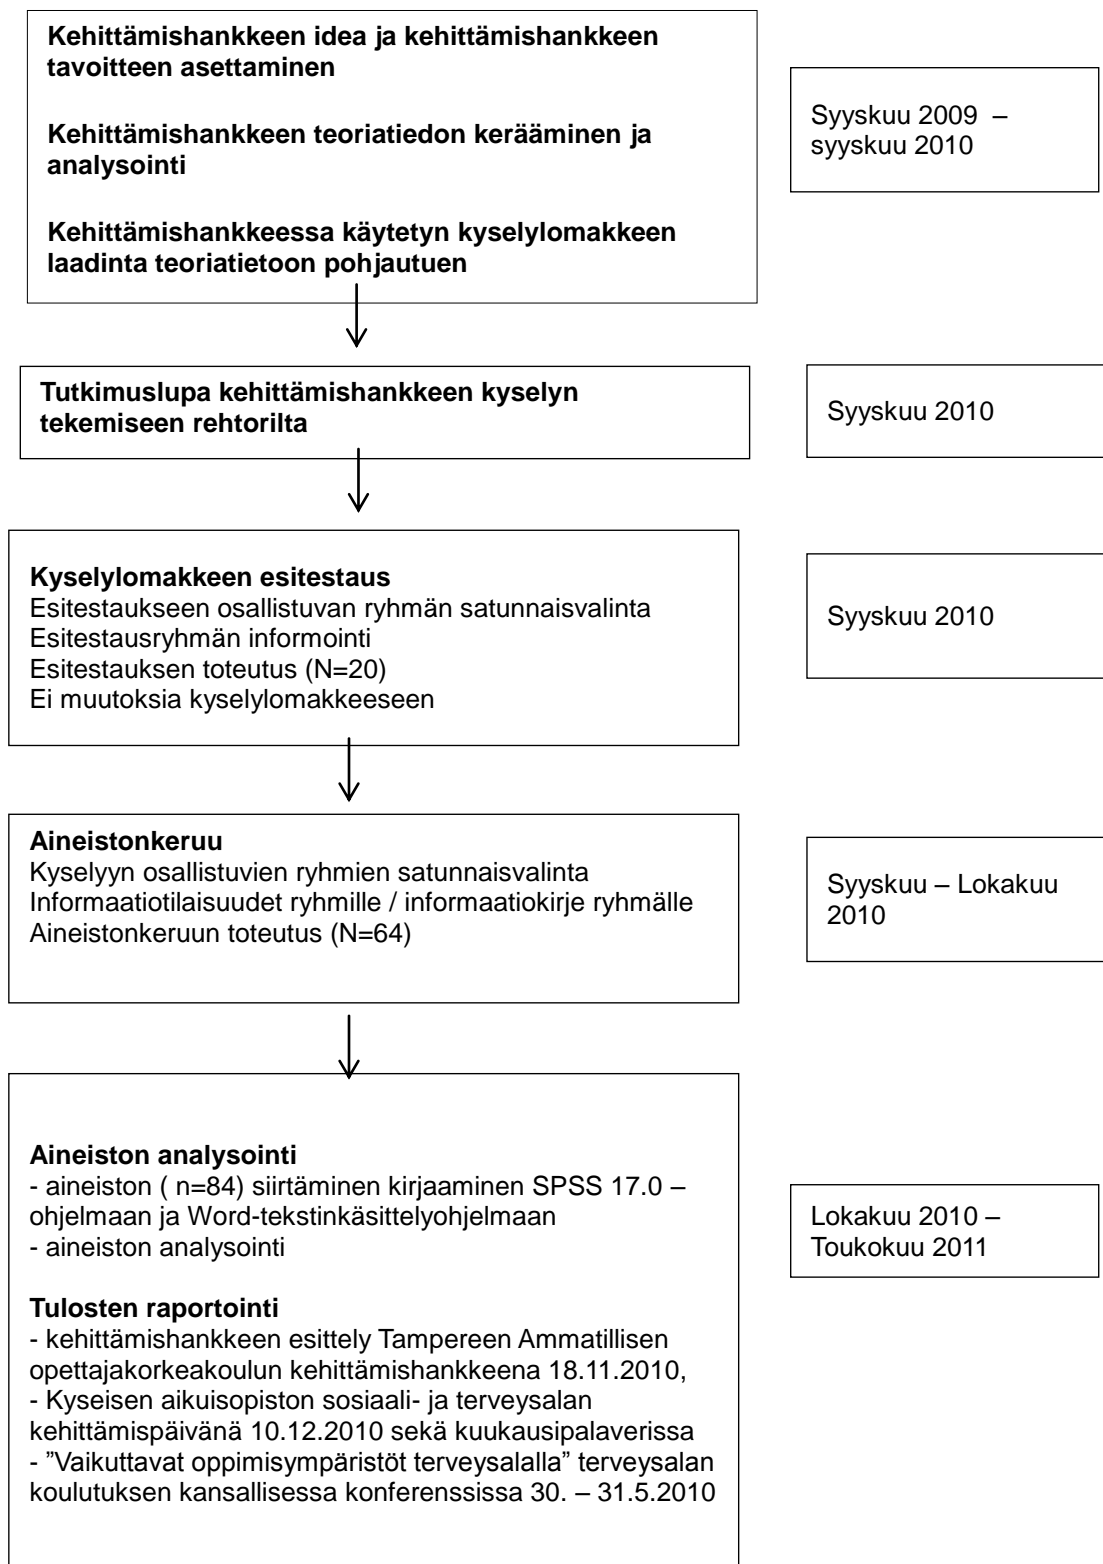 Kehittämishankkeen idea ja kehittämishankkeen
tavoitteen asettaminen
Kehittämishankkeen teoriatiedon kerääminen ja
analysointi
Kehittämishankkeessa käytetyn kyselylomakkeen
laadinta teoriatietoon pohjautuen
Syyskuu 2009 –
syyskuu 2010
Tutkimuslupa kehittämishankkeen kyselyn
tekemiseen rehtorilta
Syyskuu 2010
Kyselylomakkeen esitestaus
Esitestaukseen osallistuvan ryhmän satunnaisvalinta
Esitestausryhmän informointi
Esitestauksen toteutus (N=20)
Ei muutoksia kyselylomakkeeseen
Syyskuu 2010
Aineistonkeruu
Kyselyyn osallistuvien ryhmien satunnaisvalinta
Informaatiotilaisuudet ryhmille / informaatiokirje ryhmälle
Aineistonkeruun toteutus (N=64)
Syyskuu – Lokakuu
2010
Aineiston analysointi
- aineiston ( n=84) siirtäminen kirjaaminen SPSS 17.0 –
ohjelmaan ja Word-tekstinkäsittelyohjelmaan
- aineiston analysointi
Tulosten raportointi
- kehittämishankkeen esittely Tampereen Ammatillisen
opettajakorkeakoulun kehittämishankkeena 18.11.2010,
- Kyseisen aikuisopiston sosiaali- ja terveysalan
kehittämispäivänä 10.12.2010 sekä kuukausipalaverissa
- ”Vaikuttavat oppimisympäristöt terveysalalla” terveysalan
koulutuksen kansallisessa konferenssissa 30. – 31.5.2010
Lokakuu 2010 –
Toukokuu 2011